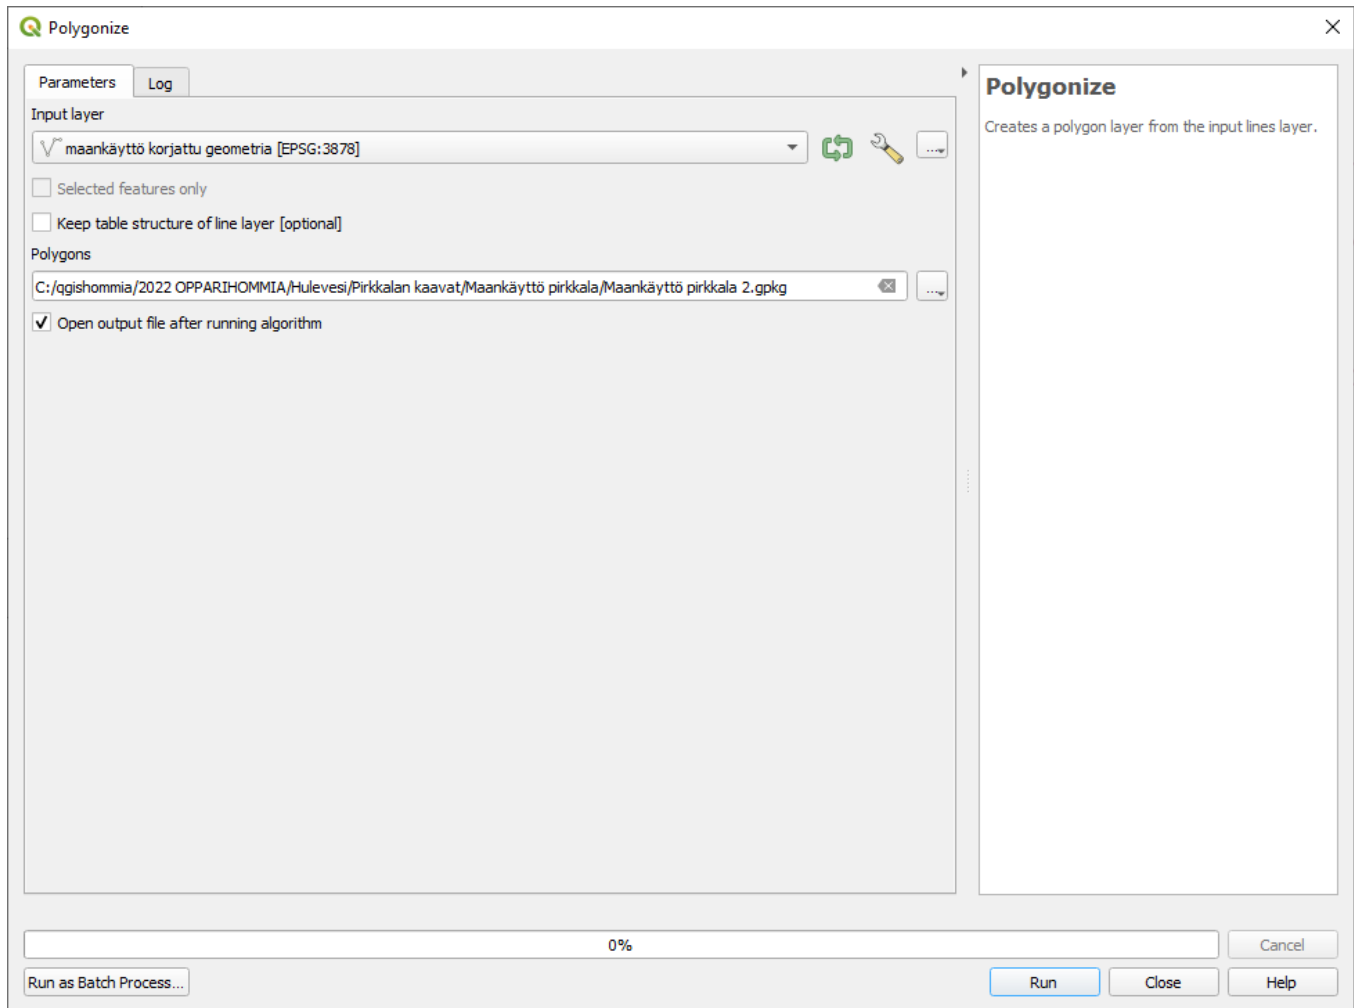 Polygonize
Parameters
Log
Input layer
maankäyttö korjattu geometria [EPSG:3878]
...
Selected features only
Keep table structure of line layer [optional]
Polygons
C:/qgishommia/2022 OPPARIHOMMIA/Hulevesi/Pirkkalan kaavat/Maankäyttö pirkkala/Maankäyttö pirkkala 2.gpkg
...
Open output file after running algorithm
Polygonize
Creates a polygon layer from the input lines layer.
0%
Cancel
Run as Batch Process...
Run
Close
Help